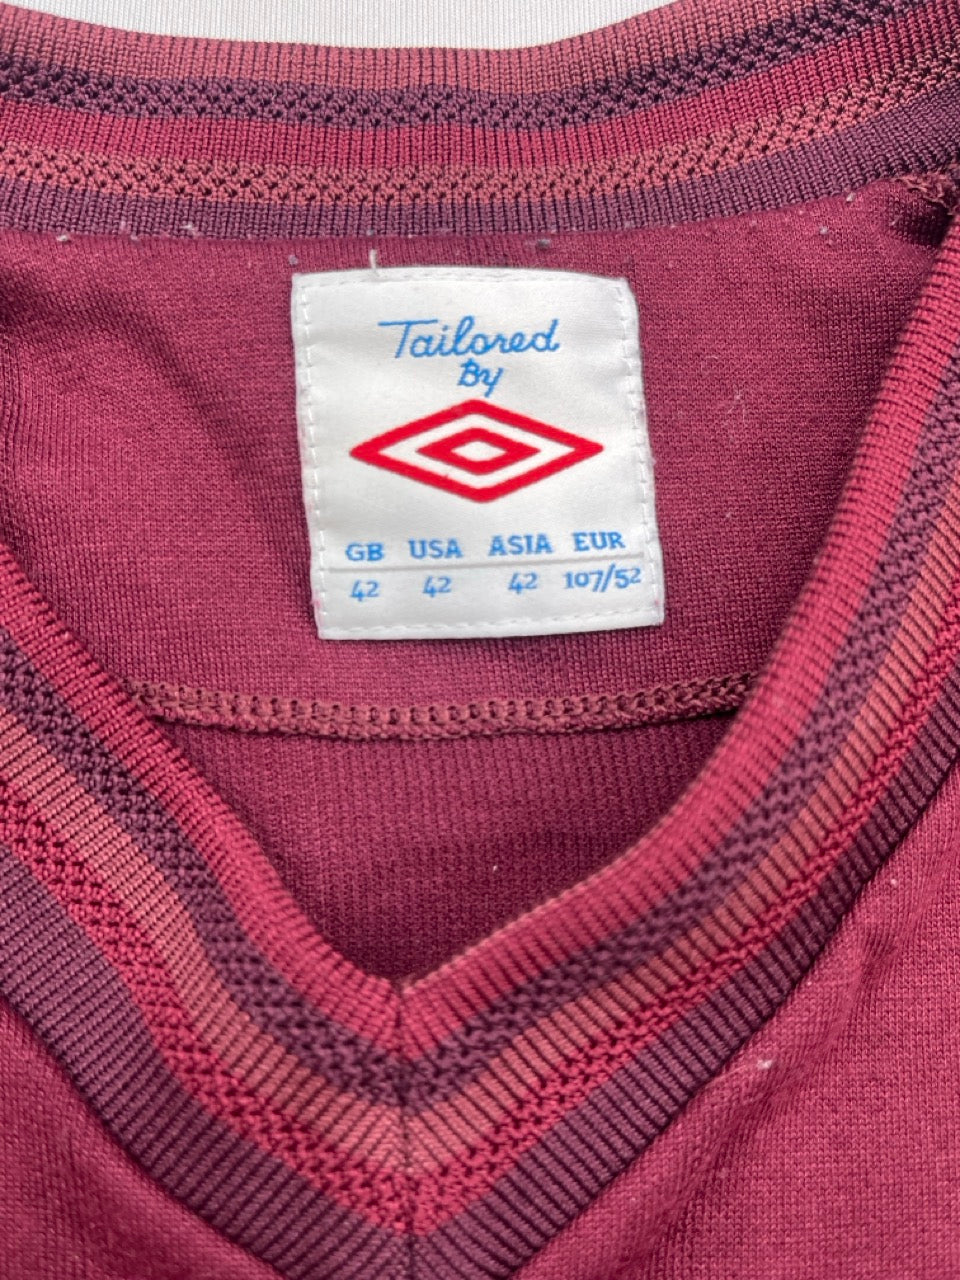 Tailored
By
GB USA ASIA EUR
42 42 42 107/52